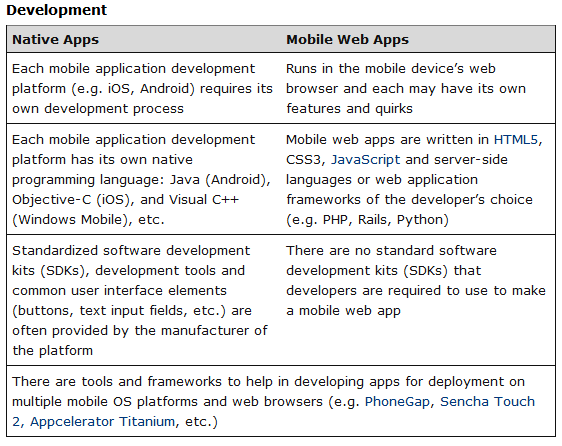 Development
Native Apps
Mobile Web Apps
Each mobile application development
platform (e.g. iOS, Android) requires its
own development process
Runs in the mobile device’s web
browser and each may have its own
features and quirks
Each mobile application development
platform has its own native
programming language: Java (Android),
Objective-C (iOS), and Visual C++
(Windows Mobile), etc.
Mobile web apps are written in HTML5,
CSS3, JavaScript and server-side
languages or web application
frameworks of the developer’s choice
(e.g. PHP, Rails, Python)
Standardized software development
kits (SDKs), development tools and
common user interface elements
(buttons, text input fields, etc.) are
often provided by the manufacturer of
the platform
There are no standard software
development kits (SDKs) that
developers are required to use to make
a mobile web app
There are tools and frameworks to help in developing apps for deployment on
multiple mobile OS platforms and web browsers (e.g. PhoneGap, Sencha Touch
2, Appcelerator Titanium, etc.)